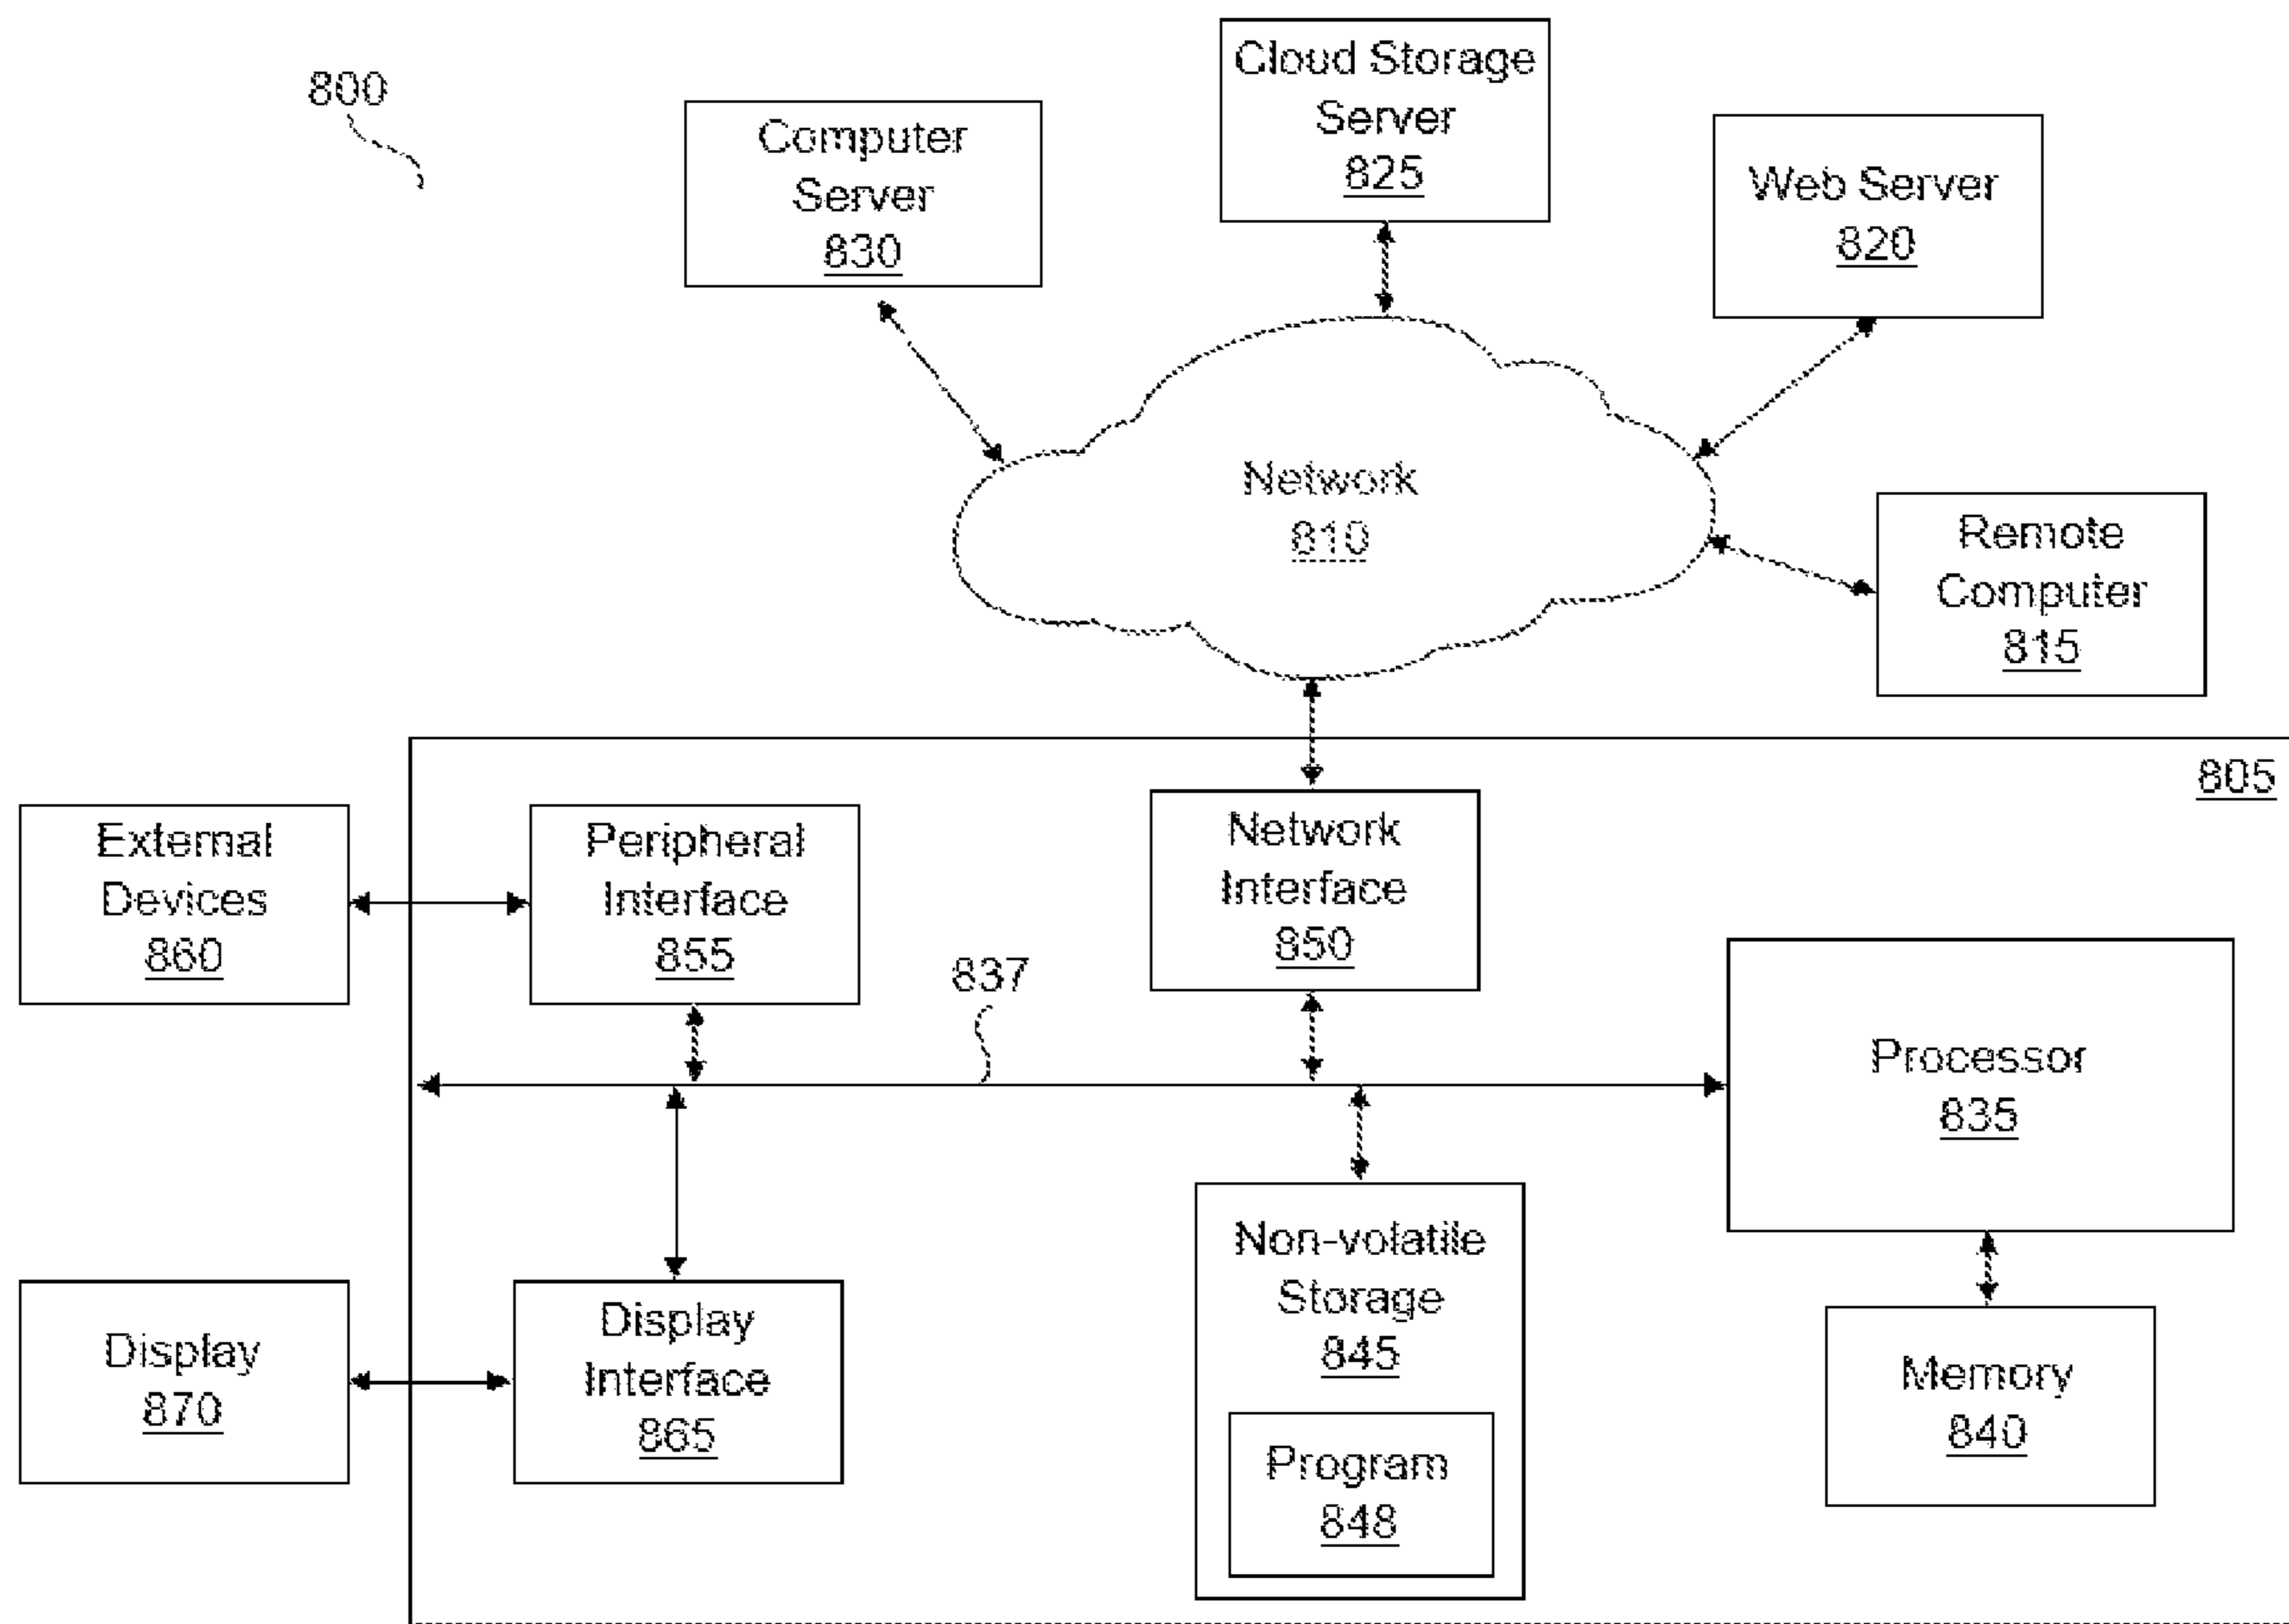 800
Computer
Server
830
Cloud Storage
Server
825
Web Server
820
Network
810
Remote
Computer
815
805
External
Devices
860
Peripheral
Interface
855
Network
Interface
850
837
Processor
835
Display
870
Display
Interface
865
Non-volatile
Storage
845
Program
848
Memory
840